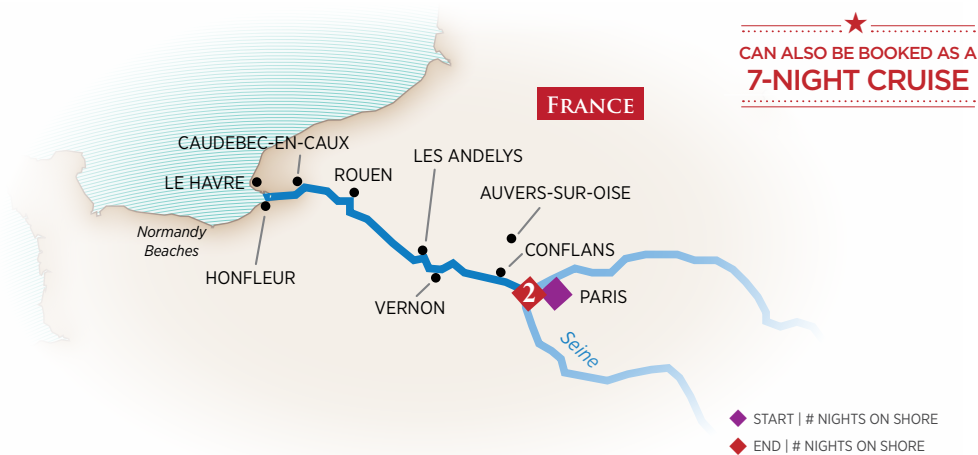 CAN ALSO BE BOOKED AS A
7-NIGHT CRUISE
FRANCE
CAUDEBEC-EN-CAUX
LE HAVRE
ROUEN
LES ANDELYS
AUVERS-SUR-OISE
Normandy
Beaches
HONFLEUR
CONFLANS
VERNON
2
PARIS
Seine
START | # NIGHTS ON SHORE
END | # NIGHTS ON SHORE